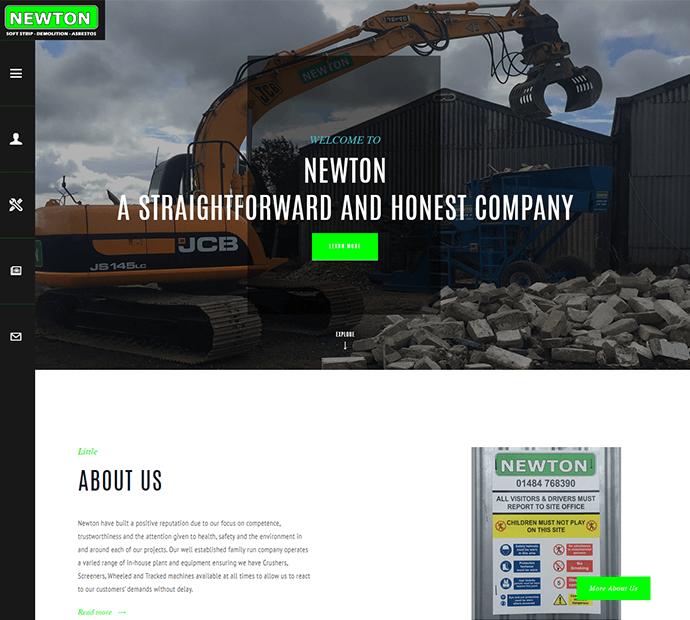 NEWTON
SOFT STRIP - DEMOLITION - ASBESTOS
NEWTON
JCB
WELCOME TO
NEWTON
A STRAIGHTFORWARD AND HONEST COMPANY
LEARN MORE
JCB
JS145LC
EXPLORE
Little
ABOUT US
Newton have built a positive reputation due to our focus on competence,
trustworthiness and the attention given to health, safety and the environment in
and around each of our projects. Our well established family run company operates
a varied range of in-house plant and equipment ensuring we have Crushers,
Screeners, Wheeled and Tracked machines available at all times to allow us to react
to our customers' demands without delay.
Read more →
NEWTON
01484 768390
ALL VISITORS & DRIVERS MUST
REPORT TO SITE OFFICE
CHILDREN MUST NOT PLAY
ON THIS SITE
No
Smoking
More About Us